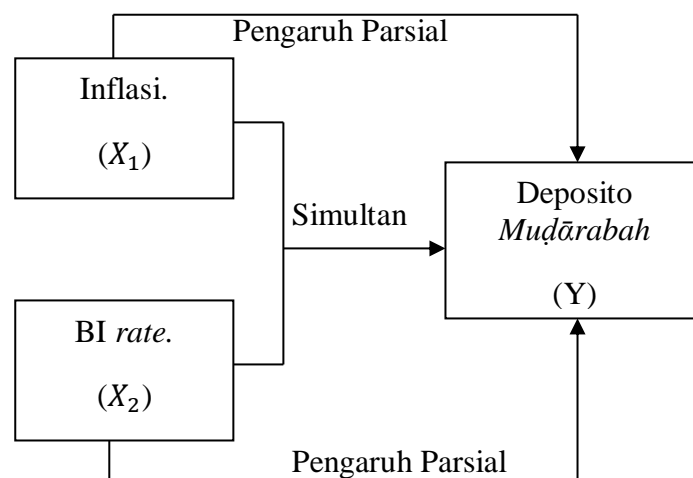 Pengaruh Parsial
Inflasi.
(𝑋₁)
Simultan
Deposito
Muḍārabah
(Y)
BI rate.
(𝑋₂)
Pengaruh Parsial